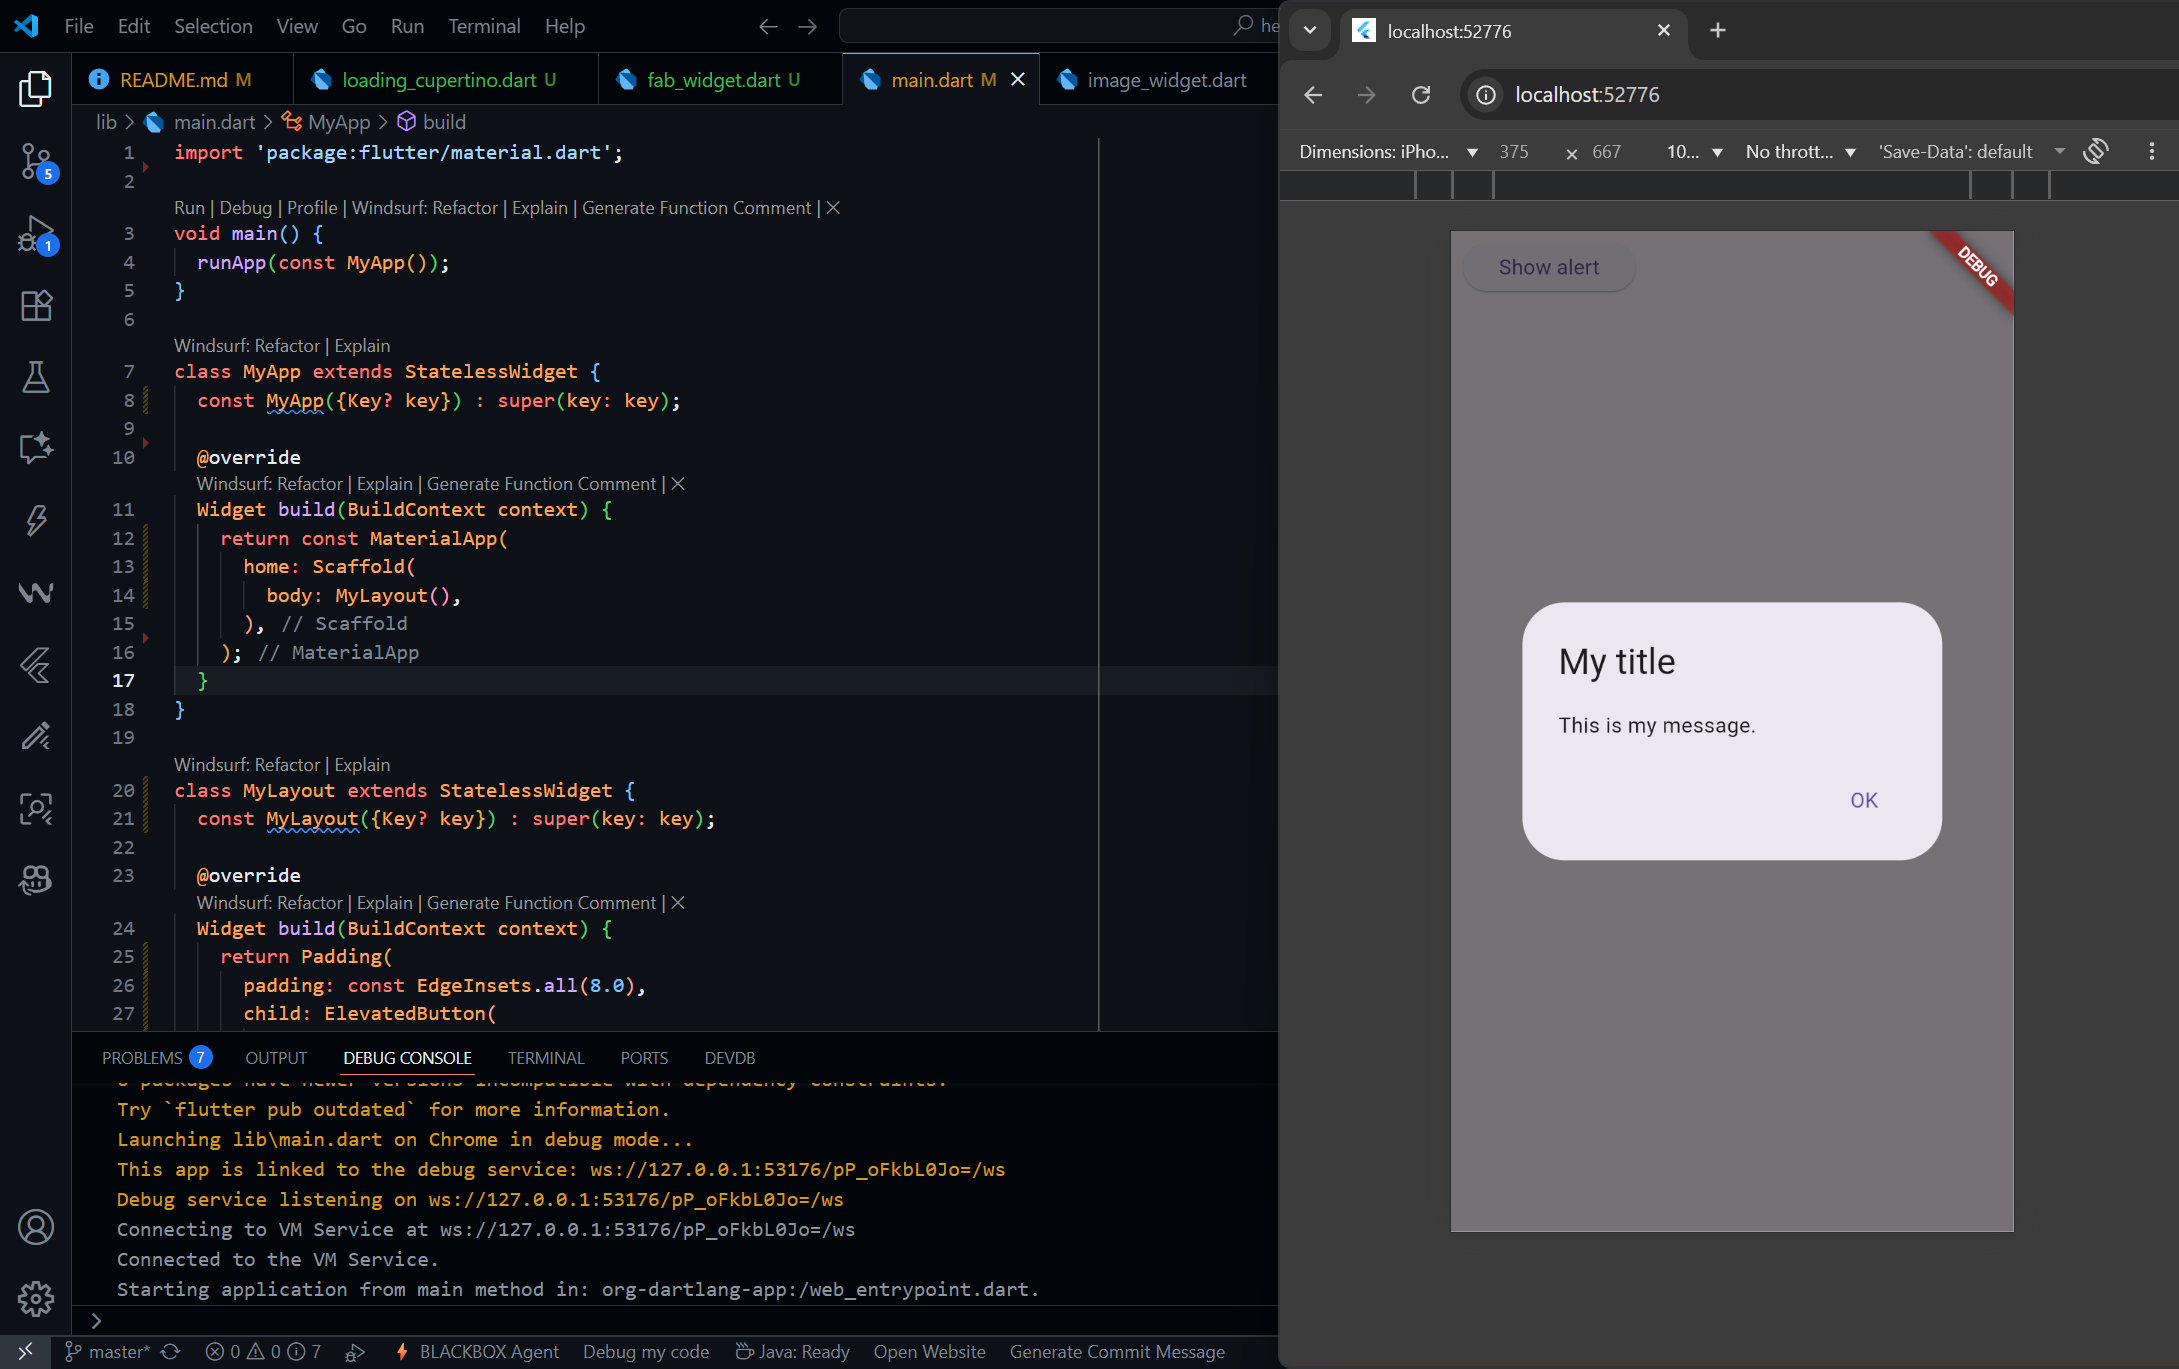 File Edit Selection View Go Run Terminal Help
he
README.md M
loading_cupertino.dart U
fab_widget.dart U
main.dart M
image_widget.dart
lib > main.dart > MyApp > build
1 import 'package:flutter/material.dart';
2
Run | Debug | Profile | Windsurf: Refactor | Explain | Generate Function Comment | ×
3 void main() {
4 runApp(const MyApp());
5 }
6
Windsurf: Refactor | Explain
7 class MyApp extends StatelessWidget {
8 const MyApp({Key? key}) : super(key: key);
9
10 @override
Windsurf: Refactor | Explain | Generate Function Comment | ×
11 Widget build(BuildContext context) {
12 return const MaterialApp(
13 home: Scaffold(
14 body: MyLayout(),
15 ), // Scaffold
16 ); // MaterialApp
17 }
18 }
19
Windsurf: Refactor | Explain
20 class MyLayout extends StatelessWidget {
21 const MyLayout({Key? key}) : super(key: key);
22
23 @override
Windsurf: Refactor | Explain | Generate Function Comment | ×
24 Widget build(BuildContext context) {
25 return Padding(
26 padding: const EdgeInsets.all(8.0),
27 child: ElevatedButton(
5
1
PROBLEMS 7 OUTPUT DEBUG CONSOLE TERMINAL PORTS DEVDB
6 packages have newer versions incompatible with dependency constraints.
Try `flutter pub outdated` for more information.
Launching lib\main.dart on Chrome in debug mode...
This app is linked to the debug service: ws://127.0.0.1:53176/pP_oFkbL0Jo=/ws
Debug service listening on ws://127.0.0.1:53176/pP_oFkbL0Jo=/ws
Connecting to VM Service at ws://127.0.0.1:53176/pP_oFkbL0Jo=/ws
Connected to the VM Service.
Starting application from main method in: org-dartlang-app:/web_entrypoint.dart.
>
master* 0 0 7 BLACKBOX Agent Debug my code Java: Ready Open Website Generate Commit Message
localhost:52776
localhost:52776
Dimensions: iPho... 375 × 667 10... No thrott... 'Save-Data': default
Show alert
DEBUG
My title
This is my message.
OK